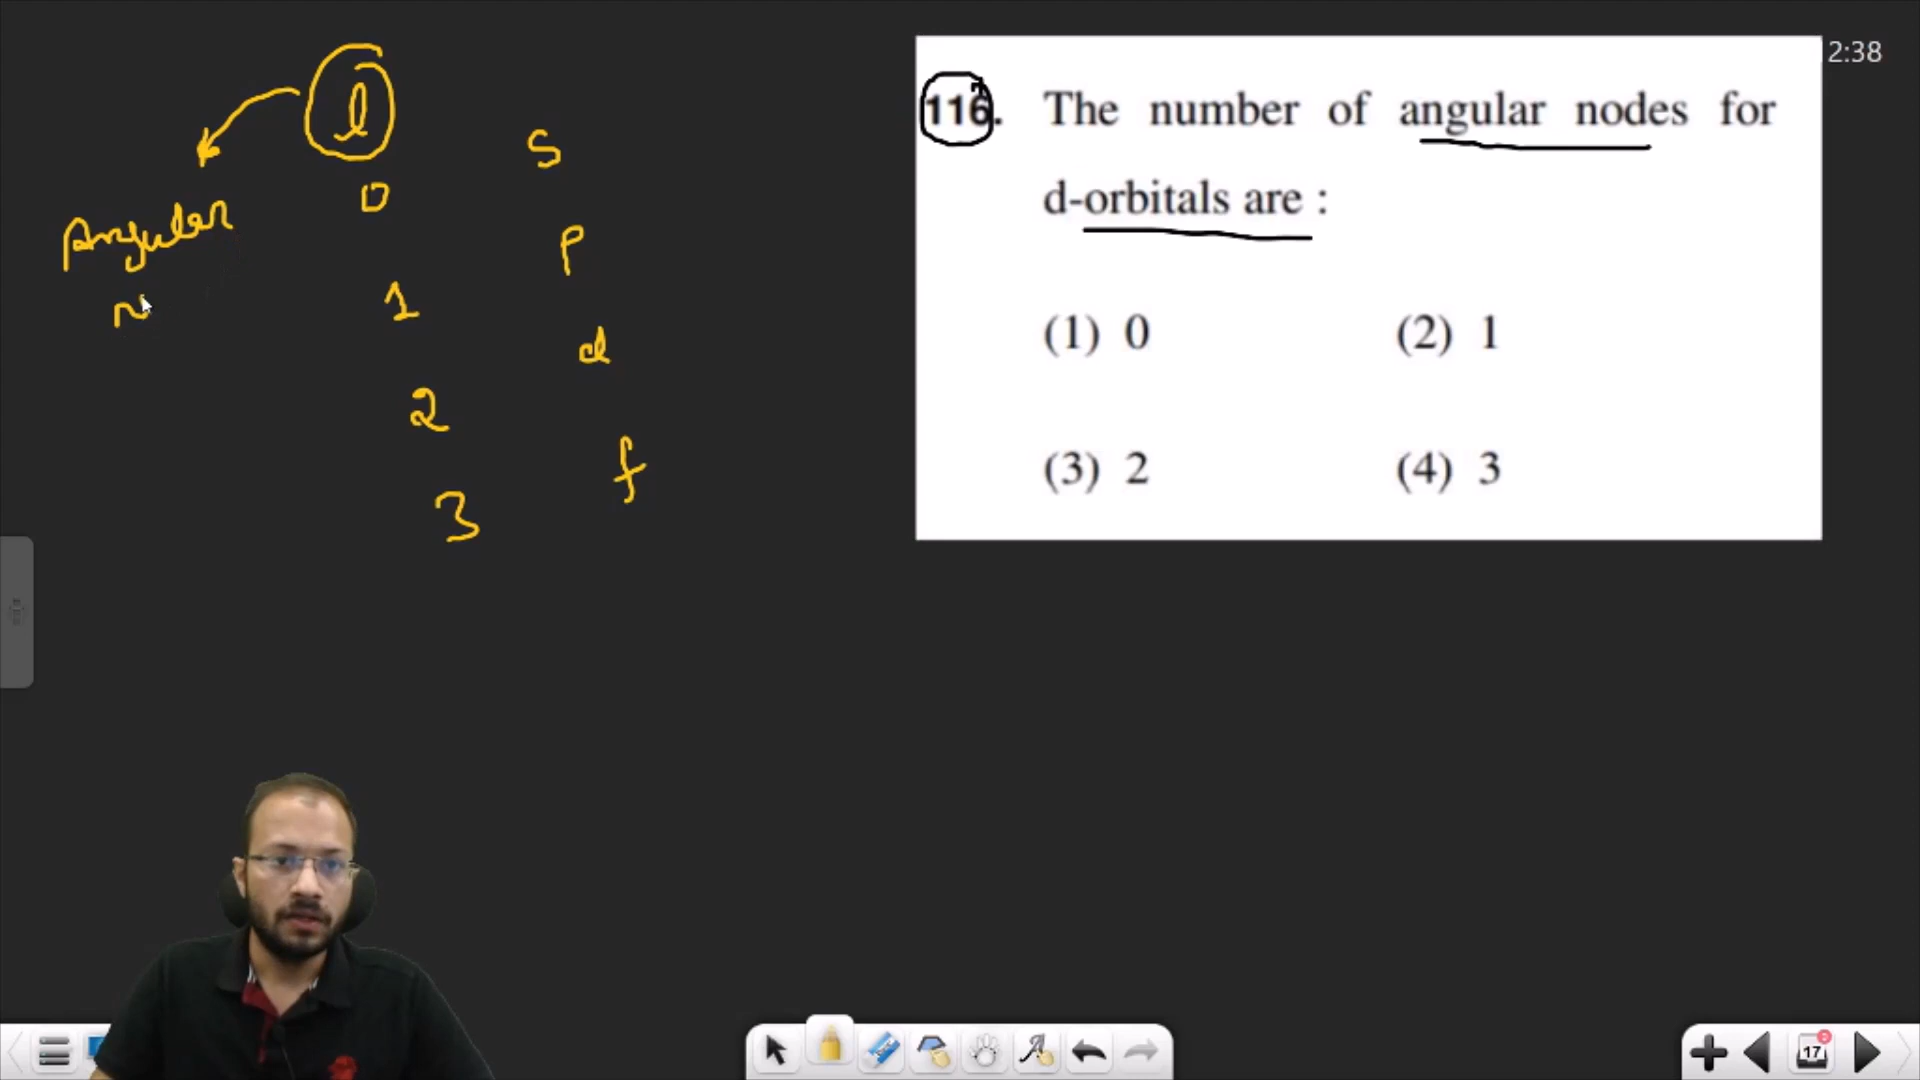 l
0 S
Angular
N
1 p
2 d
3 f
116. The number of angular nodes for
d-orbitals are :
(1) 0 (2) 1
(3) 2 (4) 3
2:38
17
2